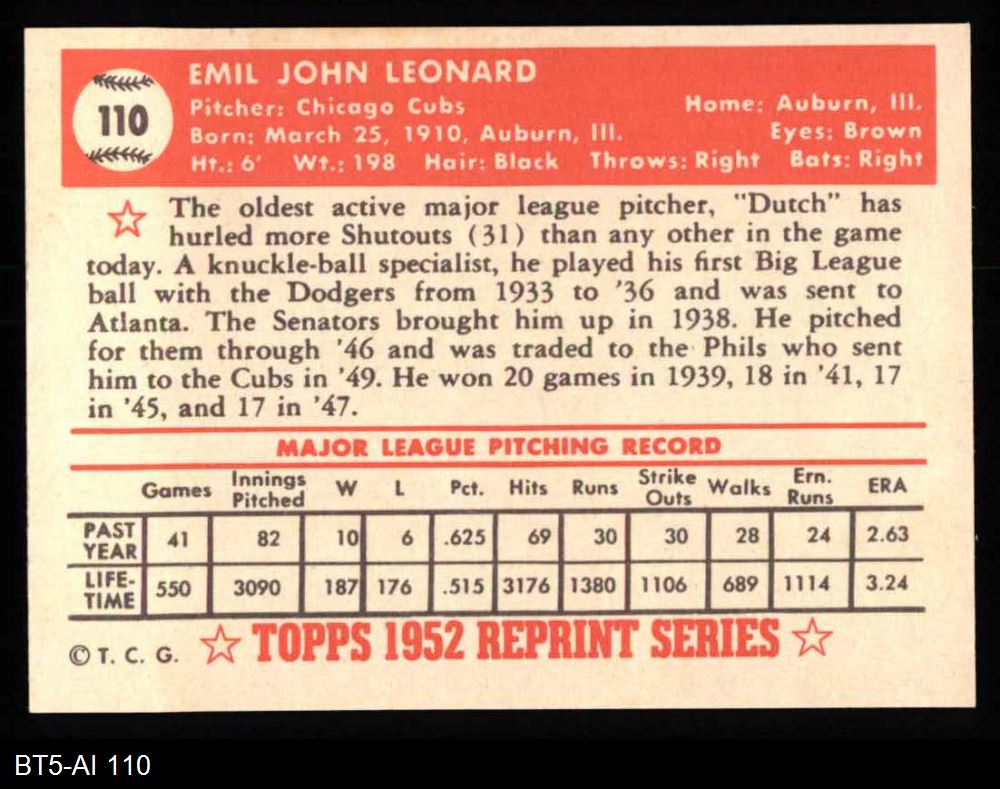 110
EMIL JOHN LEONARD
Pitcher: Chicago Cubs Home: Auburn, Ill.
Born: March 25, 1910, Auburn, Ill. Eyes: Brown
Ht.: 6' Wt.: 198 Hair: Black Throws: Right Bats: Right
The oldest active major league pitcher, "Dutch" has
hurled more Shutouts (31) than any other in the game
today. A knuckle-ball specialist, he played his first Big League
ball with the Dodgers from 1933 to '36 and was sent to
Atlanta. The Senators brought him up in 1938. He pitched
for them through '46 and was traded to the Phils who sent
him to the Cubs in '49. He won 20 games in 1939, 18 in '41, 17
in '45, and 17 in '47.
MAJOR LEAGUE PITCHING RECORD
Games Innings Pitched W L Pct. Hits Runs Strike Outs Walks Ern. Runs ERA
PAST YEAR 41 82 10 6 .625 69 30 30 28 24 2.63
LIFE-TIME 550 3090 187 176 .515 3176 1380 1106 689 1114 3.24
© T. C. G. TOPPS 1952 REPRINT SERIES
BT5-AI 110